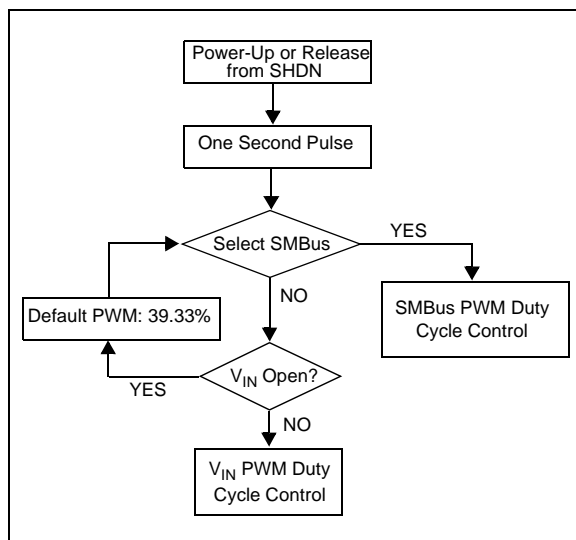 Power-Up or Release
from SHDN
One Second Pulse
Select SMBus
YES
NO
Default PWM: 39.33%
SMBus PWM Duty
Cycle Control
VIN Open?
YES
NO
VIN PWM Duty
Cycle Control